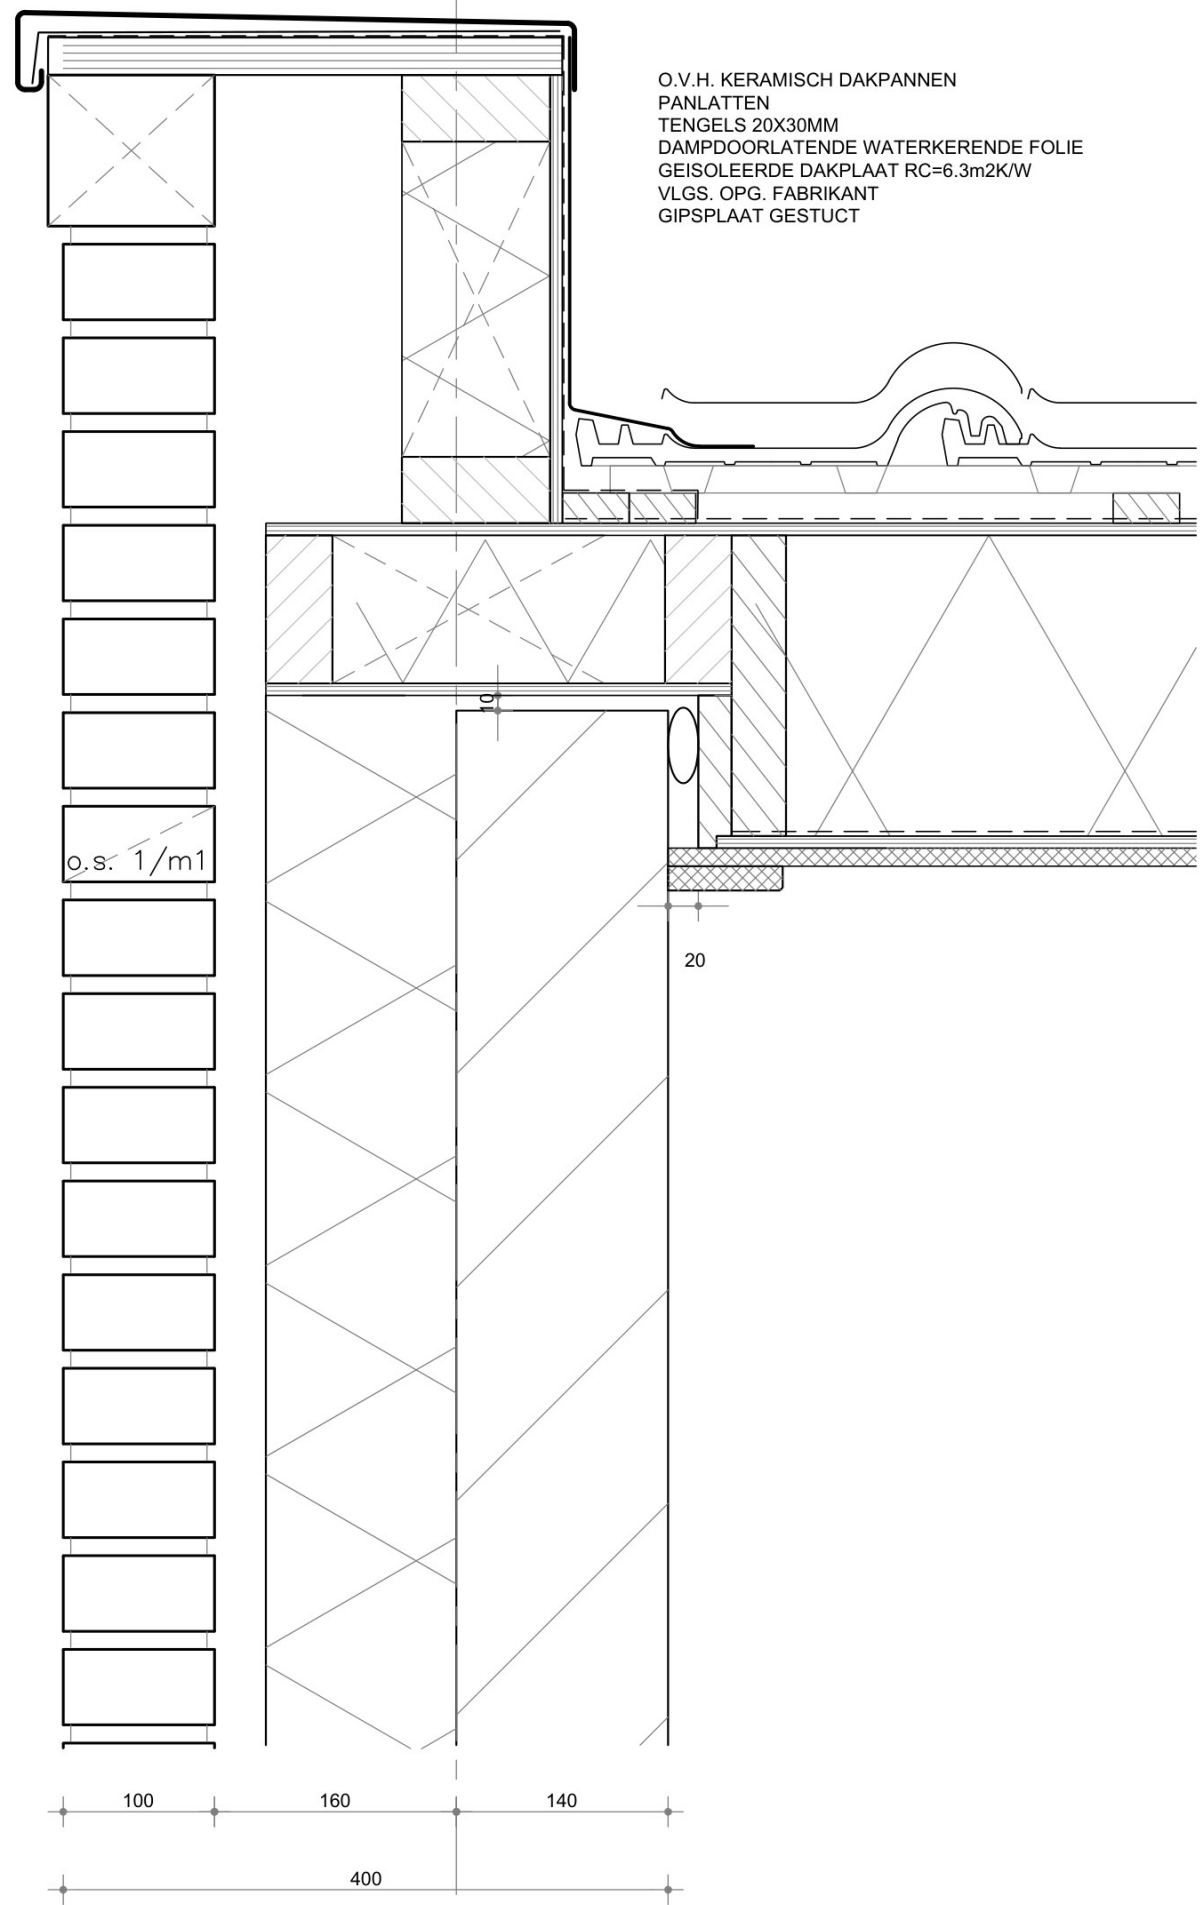 O.V.H. KERAMISCH DAKPANNEN
PANLATTEN
TENGELS 20X30MM
DAMPDOORLATENDE WATERKERENDE FOLIE
GEISOLEERDE DAKPLAAT RC=6.3m2K/W
VLGS. OPG. FABRIKANT
GIPSPLAAT GESTUCT
10
o.s. 1/m1
20
100 160 140
400